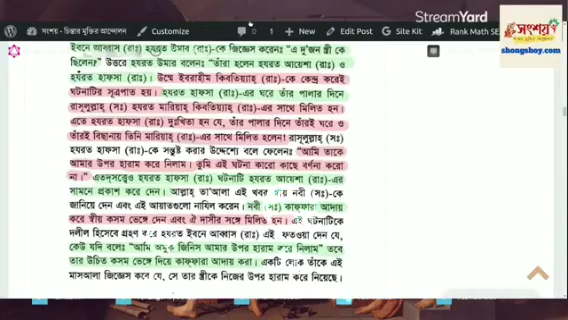 StreamYard
সংশয় - চিন্তার মুক্তির আন্দোলন Customize 0 1 New Edit Post Site Kit Rank Math SE
সংশয়
shongshoy.com
ইবনে আব্বাস (রাঃ) হযরত উমার (রাঃ)-কে জিজ্ঞেস করেনঃ “এ দু'জন স্ত্রী কে
ছিলেন?” উত্তরে হযরত উমার বলেনঃ “তাঁরা হলেন হযরত আয়েশা (রাঃ) ও
হযরত হাফসা (রাঃ)। উম্মে ইবরাহীম কিবতিয়্যাহ্ (রাঃ)-কে কেন্দ্র করেই
ঘটনাটির সূত্রপাত হয়। হযরত হাফসা (রাঃ)-এর ঘরে তাঁর পালার দিনে
রাসূলুল্লাহ্ (সঃ) হযরত মারিয়াহ্ কিবতিয়্যাহ্ (রাঃ)-এর সাথে মিলিত হন।
এতে হযরত হাফসা (রাঃ) দুঃখিতা হন যে, তাঁর পালার দিনে তাঁরই ঘরে ও
তাঁরই বিছানায় তিনি মারিয়াহ্ (রাঃ)-এর সাথে মিলিত হলেন! রাসূলুল্লাহ্ (সঃ)
হযরত হাফসা (রাঃ)-কে সন্তুষ্ট করার উদ্দেশ্যে বলে ফেলেনঃ “আমি তাকে
আমার উপর হারাম করে নিলাম। তুমি এই ঘটনা কারো কাছে বর্ণনা করো
না।” এতদসত্ত্বেও হযরত হাফসা (রাঃ) ঘটনাটি হযরত আয়েশা (রাঃ)-এর
সামনে প্রকাশ করে দেন। আল্লাহ্ তা'আলা এই খবর স্বীয় নবী (সঃ)-কে
জানিয়ে দেন এবং এই আয়াতগুলো নাযিল করেন। নবী (সঃ) কাফ্ফারা আদায়
করে স্বীয় কসম ভেঙ্গে দেন এবং ঐ দাসীর সঙ্গে মিলিত হন। এই ঘটনাটিকে
দলীল হিসেবে গ্রহণ করে হযরত ইবনে আব্বাস (রাঃ) এই ফতওয়া দেন যে,
কেউ যদি বলেঃ “আমি অমুক জিনিস আমার উপর হারাম করে নিলাম” তবে
তার উচিত কসম ভেঙ্গে দিয়ে কাফ্ফারা আদায় করা। একটি লোক তাঁকে এই
মাসআলা জিজ্ঞেস করে যে, সে তার স্ত্রীকে নিজের উপর হারাম করে নিয়েছে।